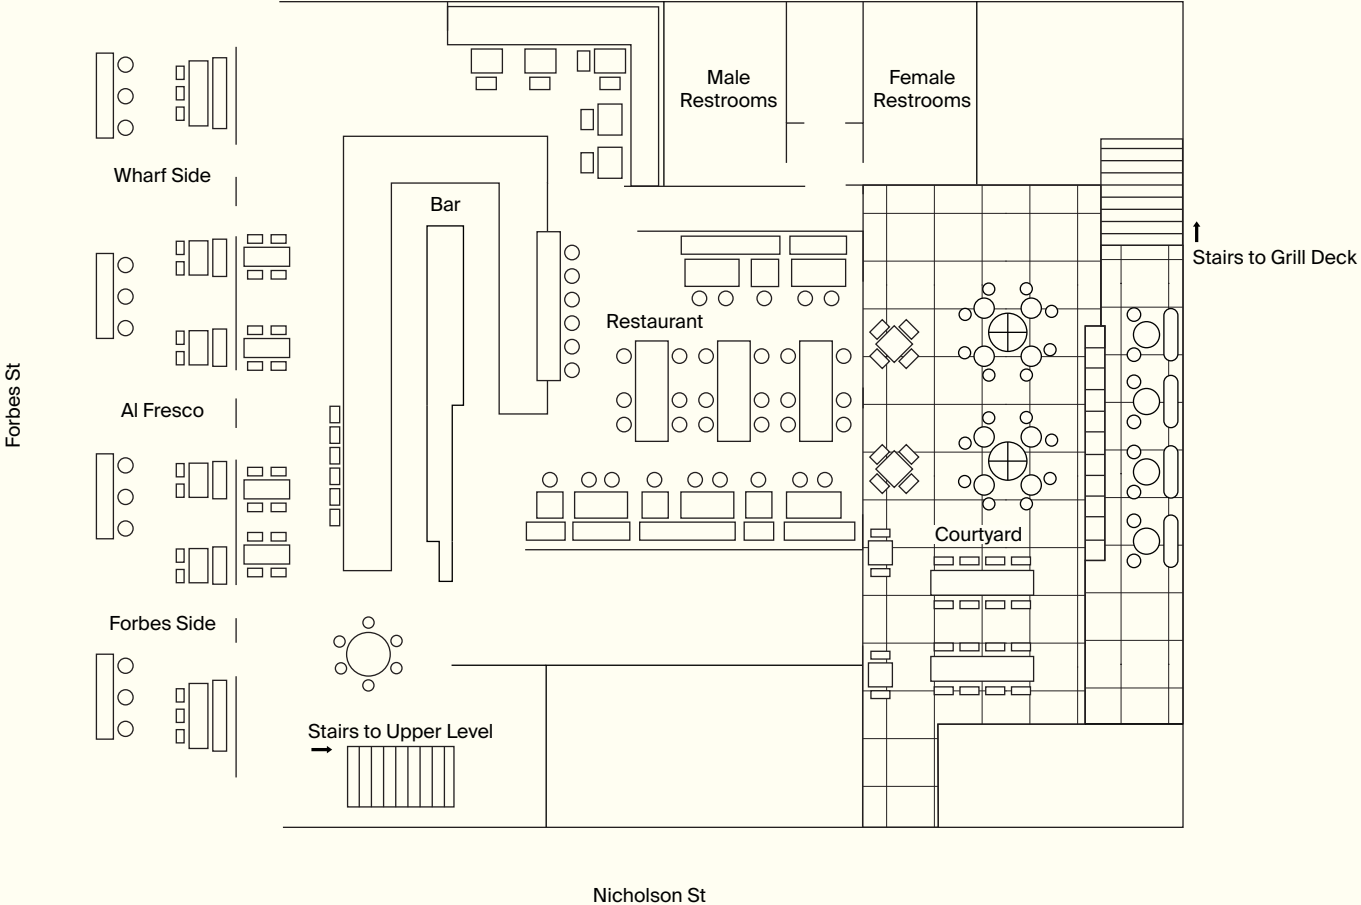 Male
Restrooms
Female
Restrooms
Wharf Side
Bar
Stairs to Grill Deck
Restaurant
Forbes St
Al Fresco
Courtyard
Forbes Side
Stairs to Upper Level
Nicholson St